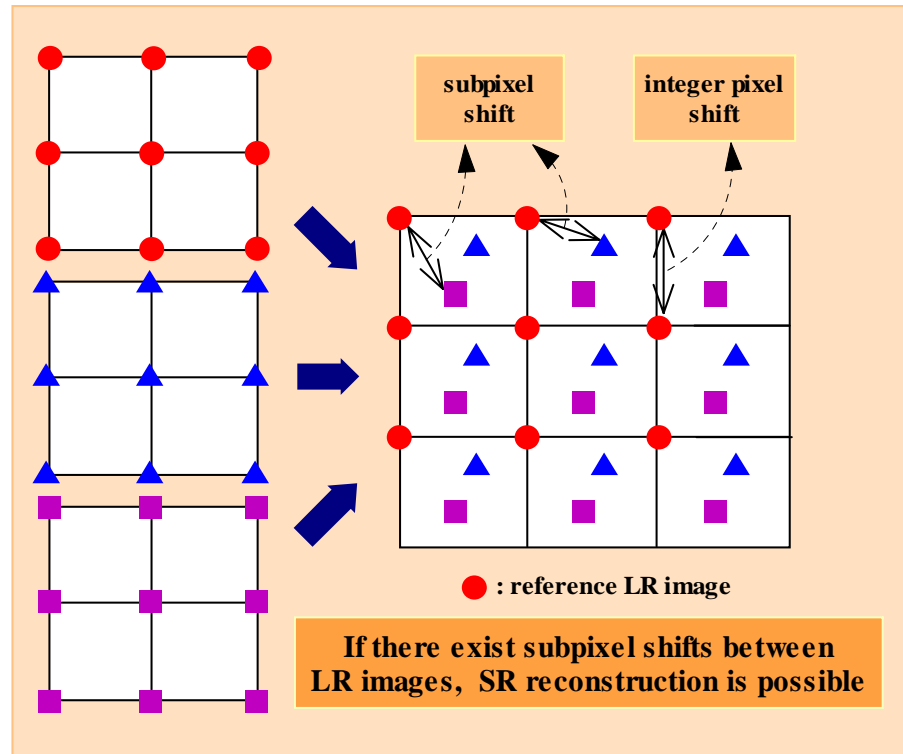 subpixel
shift
integer pixel
shift
: reference LR image
If there exist subpixel shifts between
LR images, SR reconstruction is possible